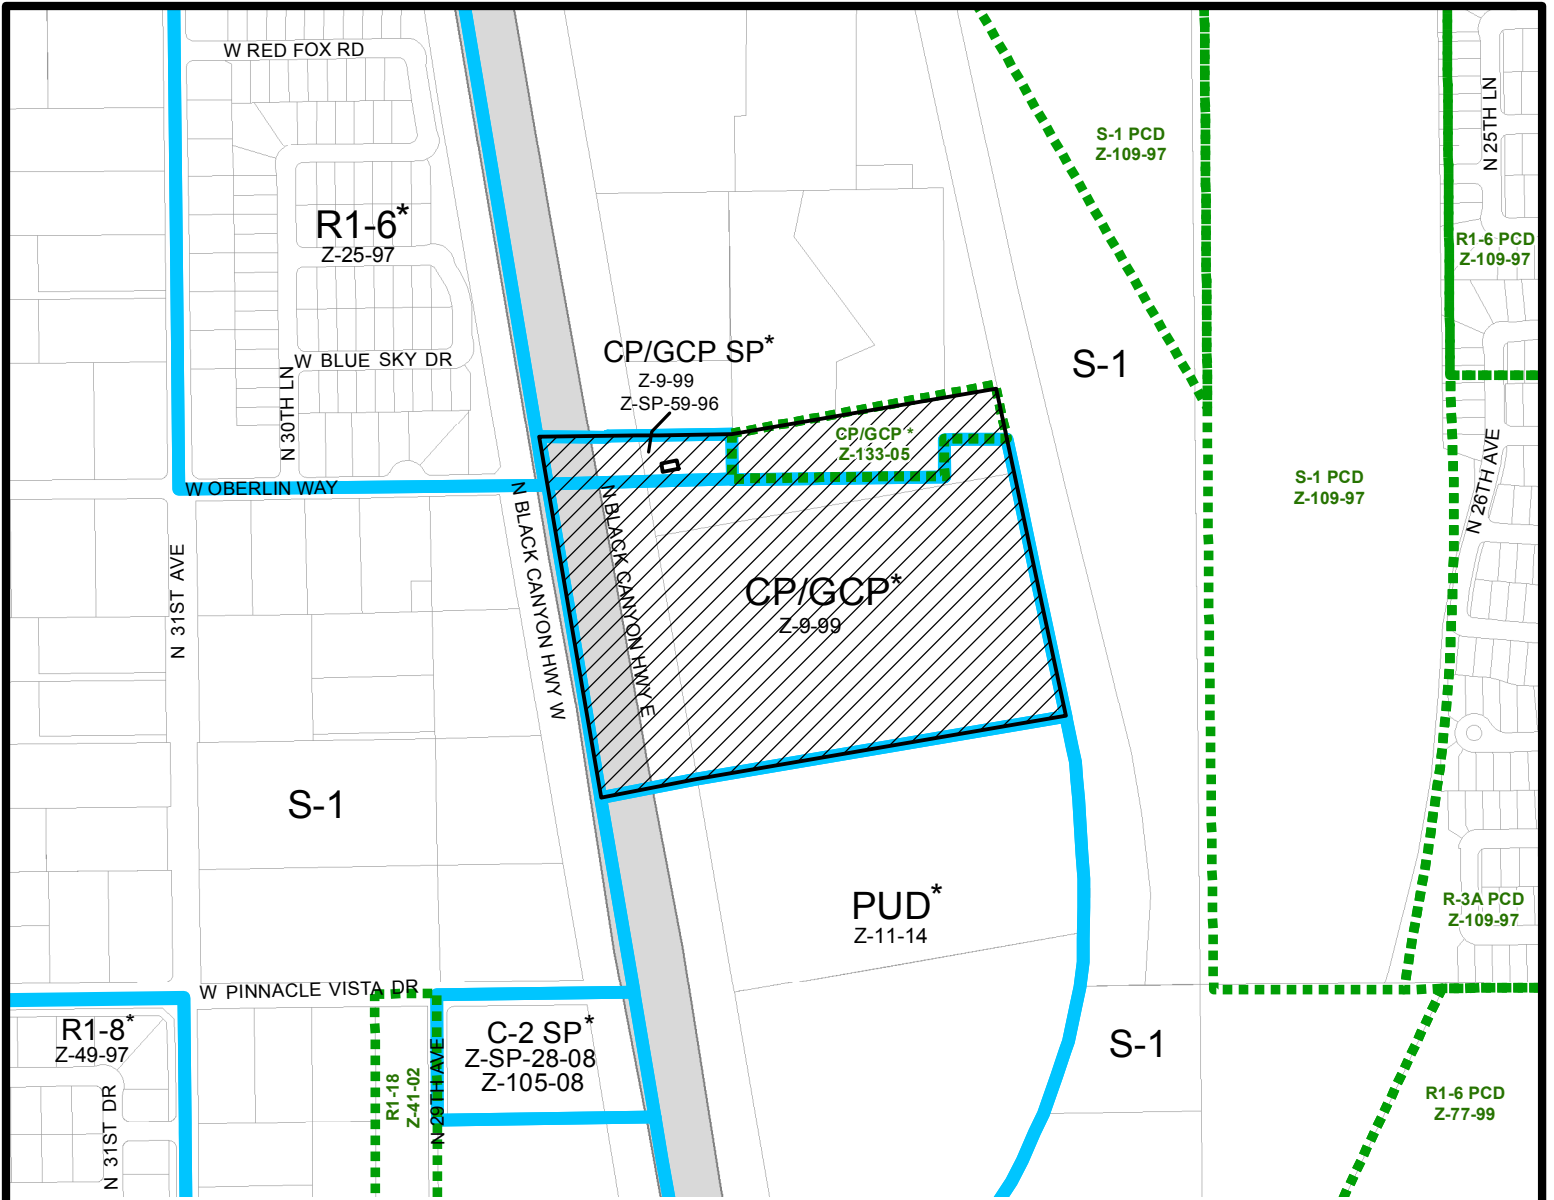 W RED FOX RD
N 25TH LN
S-1 PCD
Z-109-97
R1-6*
Z-25-97
R1-6 PCD
Z-109-97
CP/GCP SP*
Z-9-99
Z-SP-59-96
W BLUE SKY DR
S-1
N 30TH LN
CP/GCP *
Z-133-05
N 26TH AVE
S-1 PCD
Z-109-97
W OBERLIN WAY
N BLACK CANYON HWY W
N BLACK CANYON HWY E
N 31ST AVE
CP/GCP*
Z-9-99
S-1
PUD*
Z-11-14
R-3A PCD
Z-109-97
W PINNACLE VISTA DR
R1-8*
Z-49-97
C-2 SP*
Z-SP-28-08
Z-105-08
S-1
R1-18
Z-41-02
N 29TH AVE
N 31ST DR
R1-6 PCD
Z-77-99